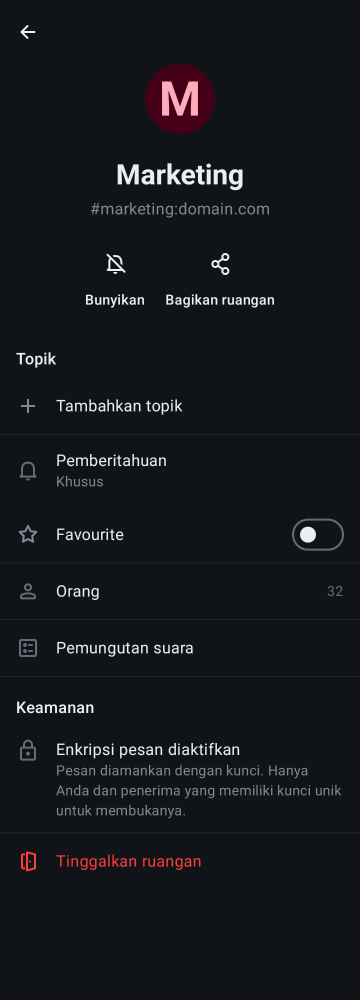 M
Marketing
#marketing:domain.com
Bunyikan
Bagikan ruangan
Topik
Tambahkan topik
Pemberitahuan
Khusus
Favourite
Orang
32
Pemungutan suara
Keamanan
Enkripsi pesan diaktifkan
Pesan diamankan dengan kunci. Hanya
Anda dan penerima yang memiliki kunci unik
untuk membukanya.
Tinggalkan ruangan